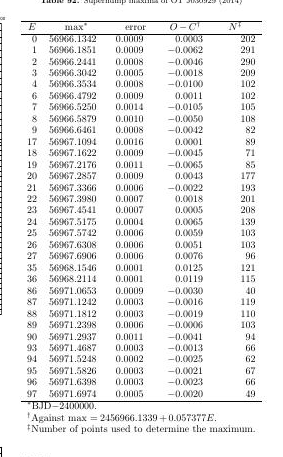 Table 92. Superhump maxima of OT J030929 (2014)
E max* error O − C† N‡
0 56966.1342 0.0009 0.0003 202
1 56966.1851 0.0009 −0.0062 291
2 56966.2441 0.0008 −0.0046 290
3 56966.3042 0.0005 −0.0018 209
4 56966.3534 0.0008 −0.0100 102
6 56966.4792 0.0009 0.0011 102
7 56966.5250 0.0014 −0.0105 105
8 56966.5879 0.0010 −0.0050 108
9 56966.6461 0.0008 −0.0042 82
17 56967.1094 0.0016 0.0001 89
18 56967.1622 0.0009 −0.0045 71
19 56967.2176 0.0011 −0.0065 85
20 56967.2857 0.0009 0.0043 177
21 56967.3366 0.0006 −0.0022 193
22 56967.3980 0.0007 0.0018 201
23 56967.4541 0.0007 0.0005 208
24 56967.5175 0.0004 0.0065 139
25 56967.5742 0.0006 0.0059 103
26 56967.6308 0.0006 0.0051 103
27 56967.6906 0.0006 0.0076 96
35 56968.1546 0.0001 0.0125 121
36 56968.2114 0.0001 0.0119 115
86 56971.0653 0.0009 −0.0030 40
87 56971.1242 0.0003 −0.0016 119
88 56971.1812 0.0003 −0.0019 110
89 56971.2398 0.0006 −0.0006 103
90 56971.2937 0.0011 −0.0041 94
93 56971.4687 0.0003 −0.0013 66
94 56971.5248 0.0002 −0.0025 62
95 56971.5826 0.0003 −0.0021 67
96 56971.6398 0.0003 −0.0023 66
97 56971.6974 0.0005 −0.0020 49
*BJD−2400000.
†Against max = 2456966.1339 + 0.057377E.
‡Number of points used to determine the maximum.